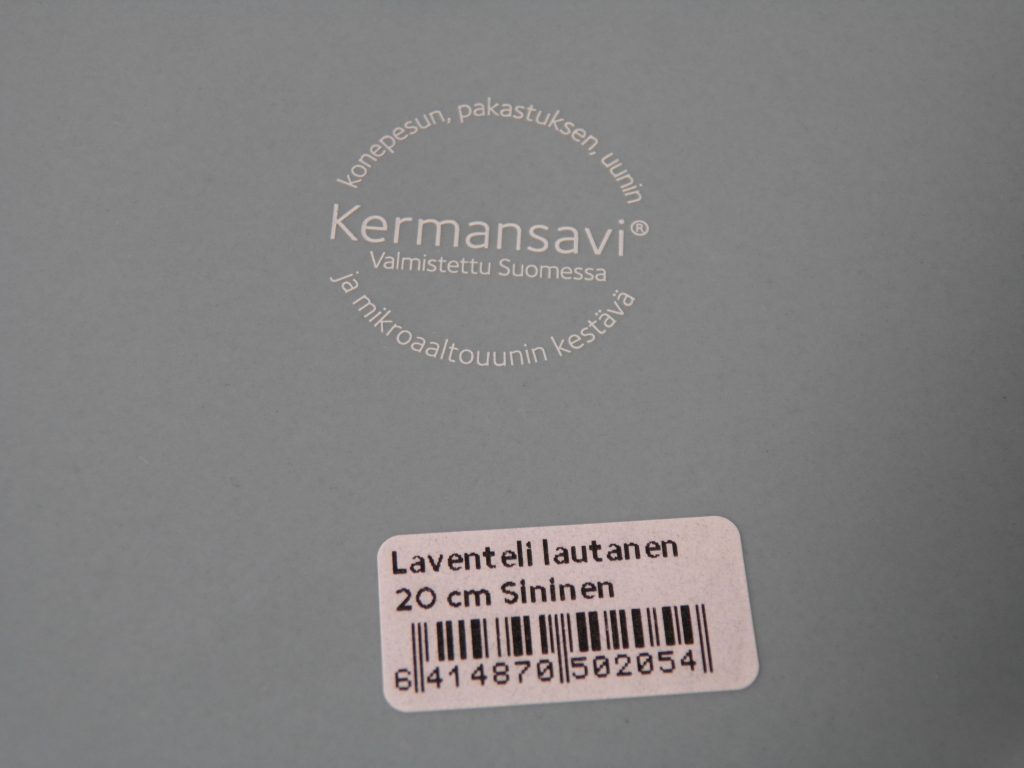 konepesun, pakastuksen, uunin
Kermansavi®
Valmistettu Suomessa
ja mikroaaltouunin kestävä
Laventeli lautanen
20 cm Sininen
6 414870 502054